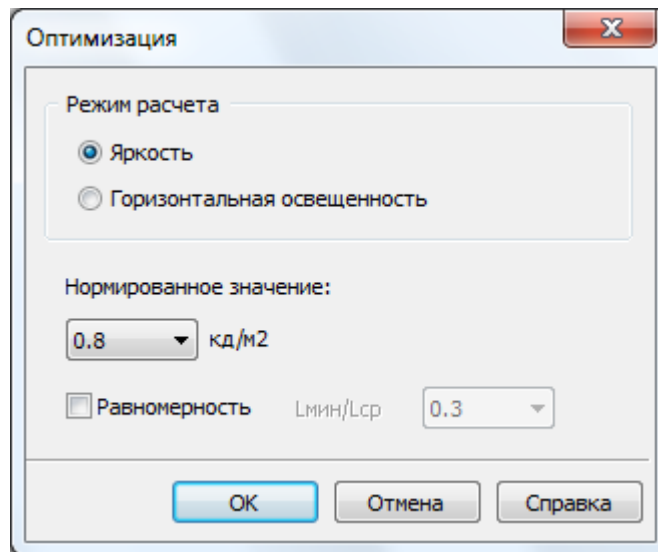 Оптимизация
Режим расчета
Яркость
Горизонтальная освещенность
Нормированное значение:
0.8 кд/м2
Равномерность Lмин/Lср 0.3
OK Отмена Справка